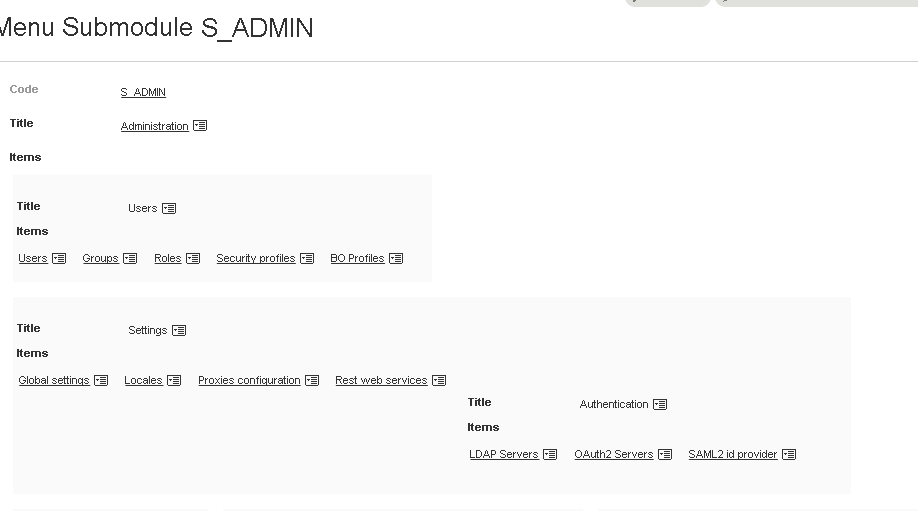 Menu Submodule S_ADMIN
Code S_ADMIN
Title Administration
Items
Title Users
Items
Users Groups Roles Security profiles BO Profiles
Title Settings
Items
Global settings Locales Proxies configuration Rest web services
Title Authentication
Items
LDAP Servers OAuth2 Servers SAML2 id provider